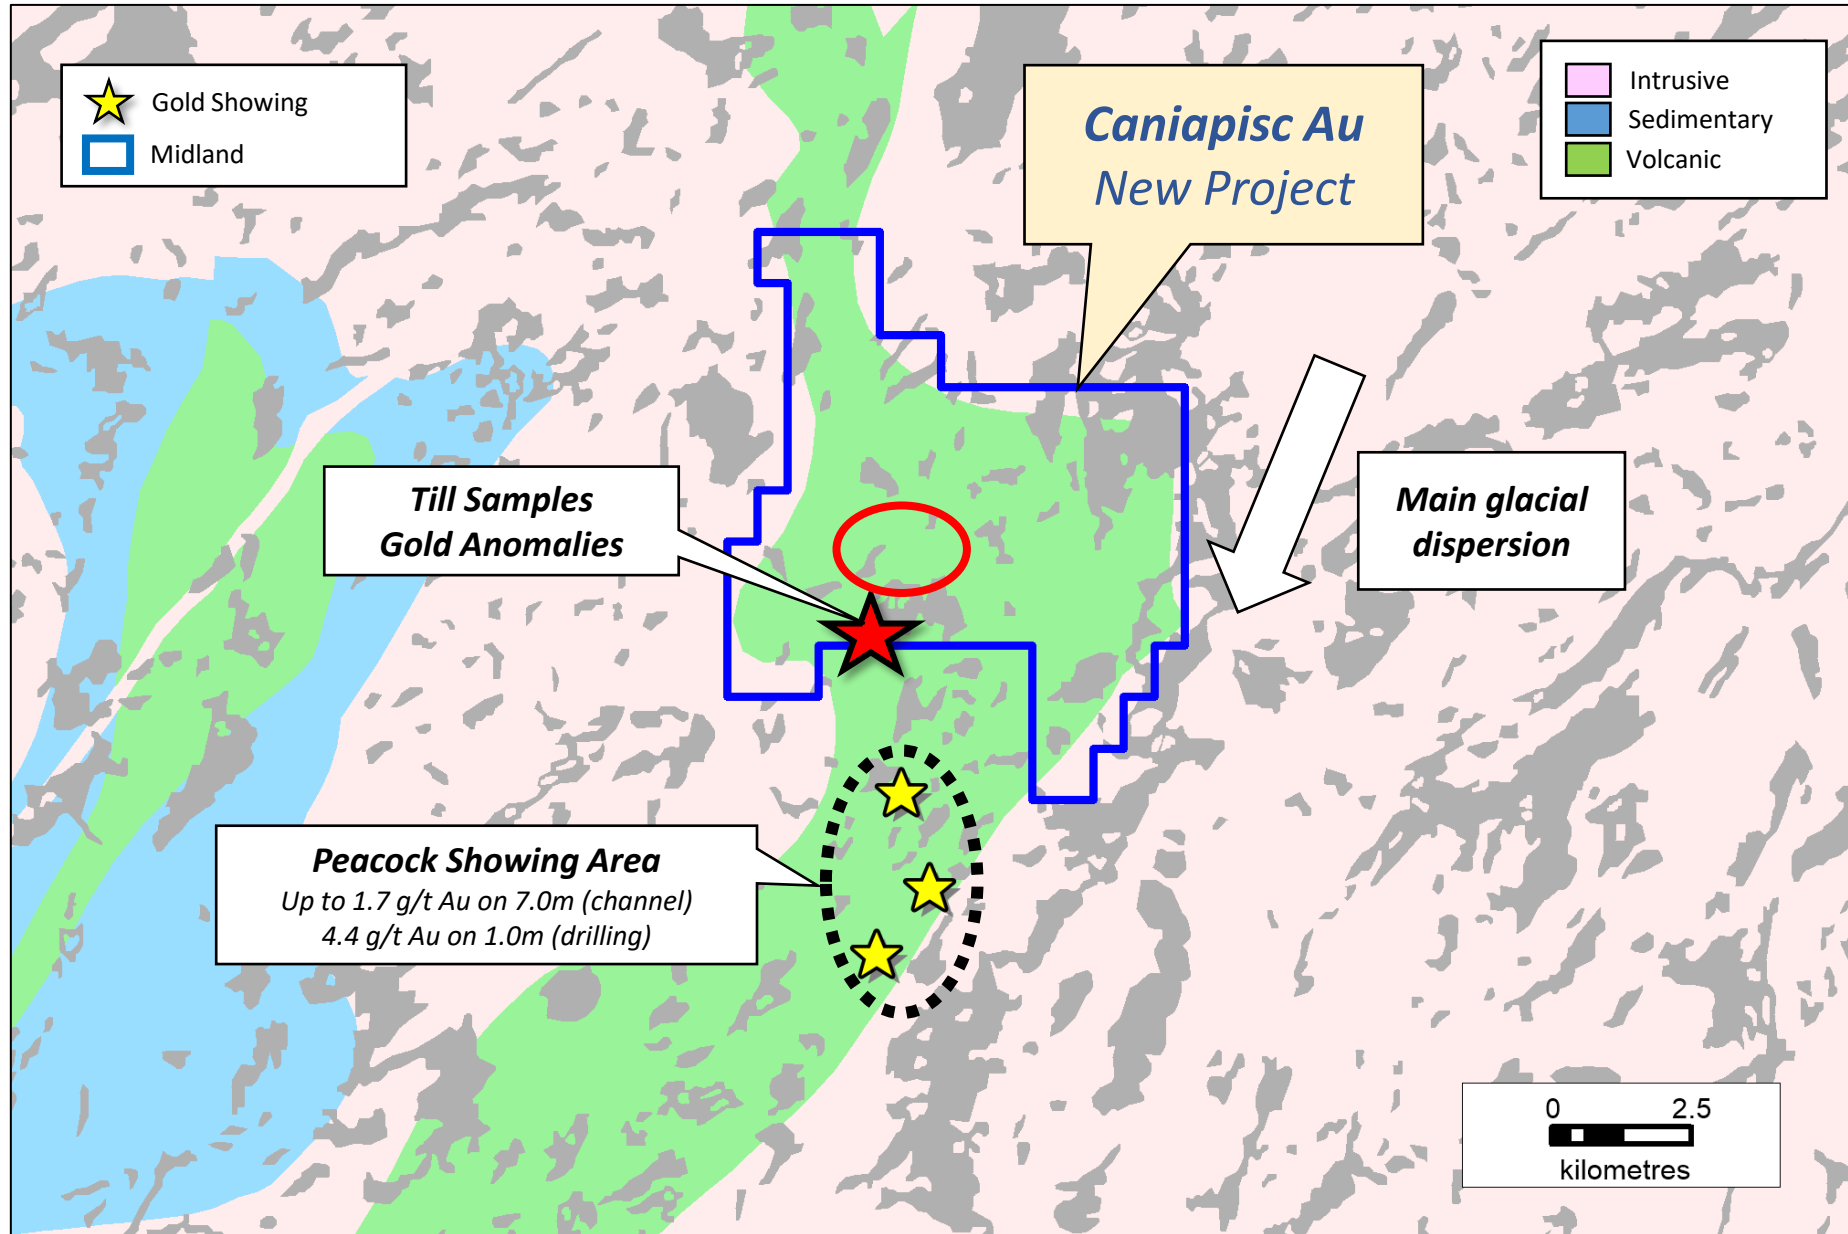 Gold Showing
Midland
Caniapisc Au
New Project
Intrusive
Sedimentary
Volcanic
Till Samples
Gold Anomalies
Main glacial
dispersion
Peacock Showing Area
Up to 1.7 g/t Au on 7.0m (channel)
4.4 g/t Au on 1.0m (drilling)
0 2.5
kilometres